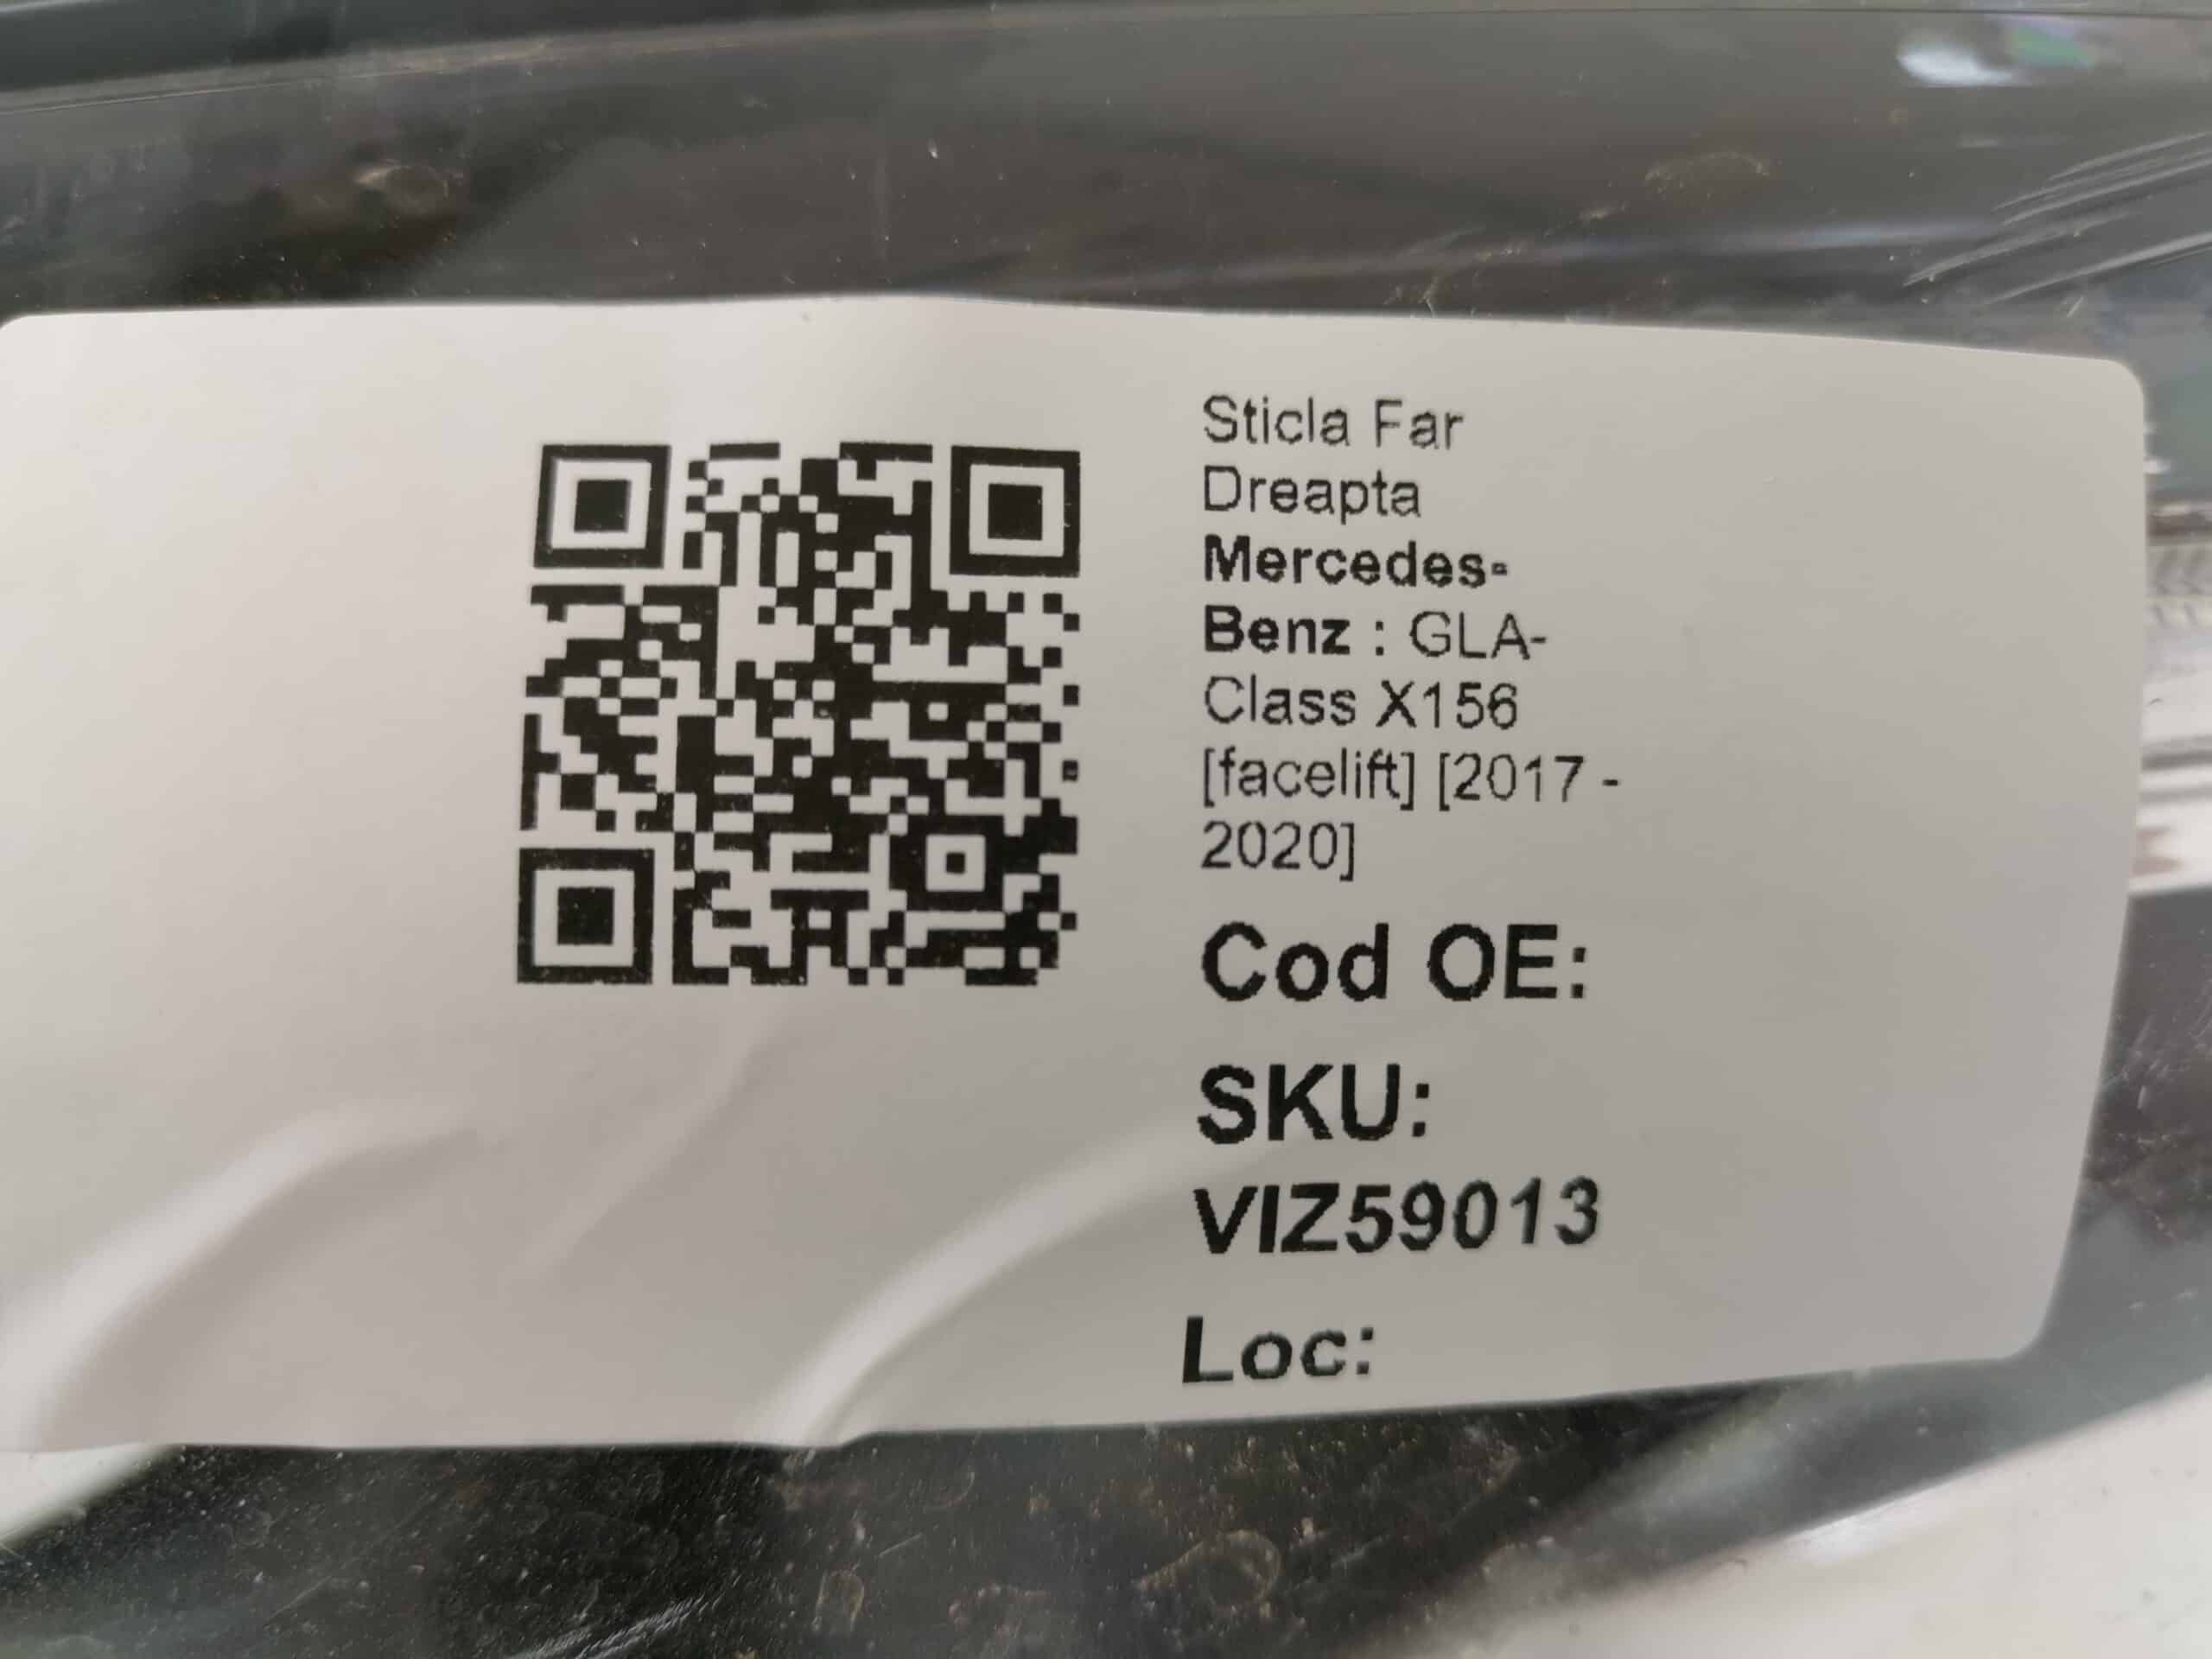 Sticla Far
Dreapta
Mercedes-
Benz : GLA-
Class X156
[facelift] [2017 -
2020]
Cod OE:
SKU:
VIZ59013
Loc: